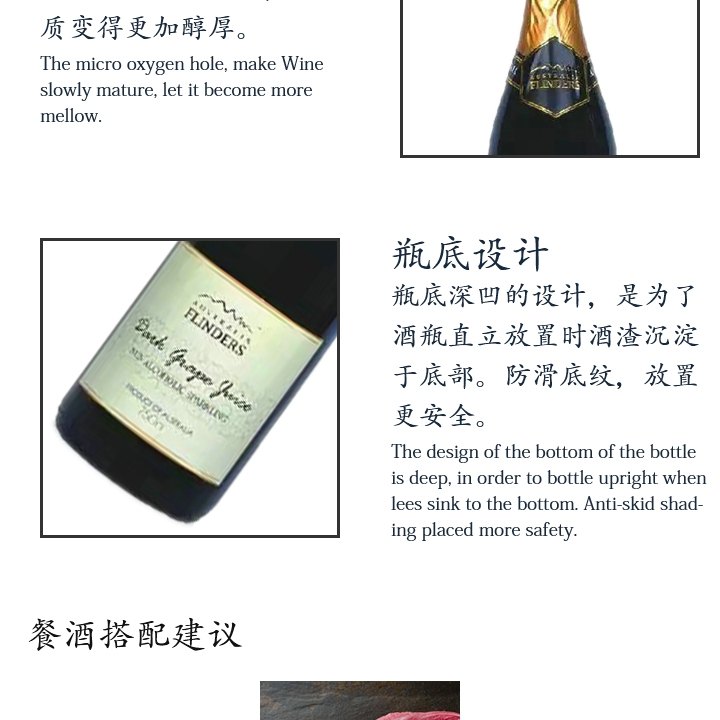 质变得更加醇厚。
The micro oxygen hole, make Wine
slowly mature, let it become more
mellow.
AUSTRALIA
FLINDERS
AUSTRALIA
FLINDERS
Dark Grape Juice
NON-ALCOHOLIC SPARKLING
PRODUCT OF AUSTRALIA
瓶底设计
瓶底深凹的设计，是为了
酒瓶直立放置时酒渣沉淀
于底部。防滑底纹，放置
更安全。
The design of the bottom of the bottle
is deep, in order to bottle upright when
lees sink to the bottom. Anti-skid shad-
ing placed more safety.
餐酒搭配建议